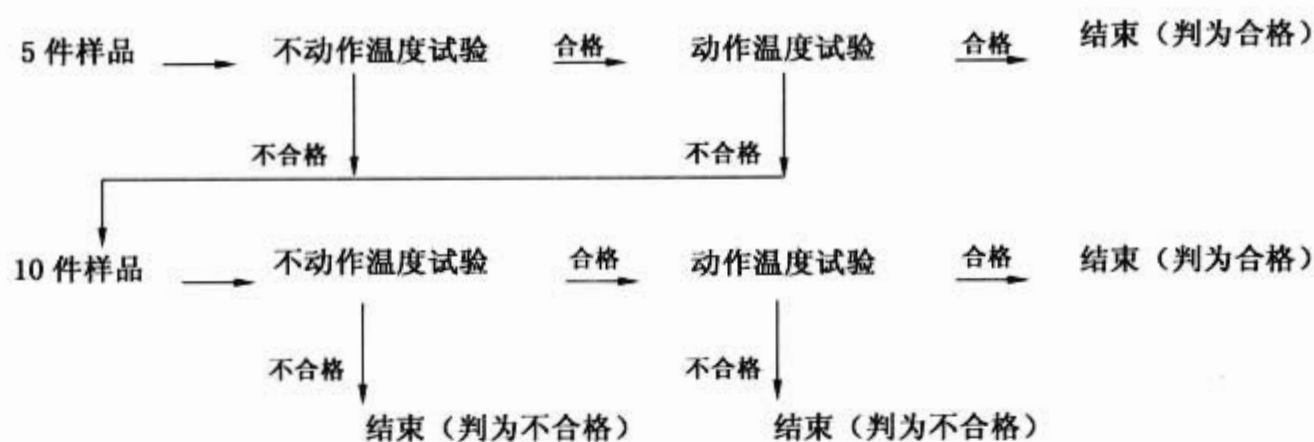 5 件样品 不动作温度试验 合格 动作温度试验 合格 结束（判为合格）
不合格 不合格
10 件样品 不动作温度试验 合格 动作温度试验 合格 结束（判为合格）
不合格 不合格
结束（判为不合格） 结束（判为不合格）